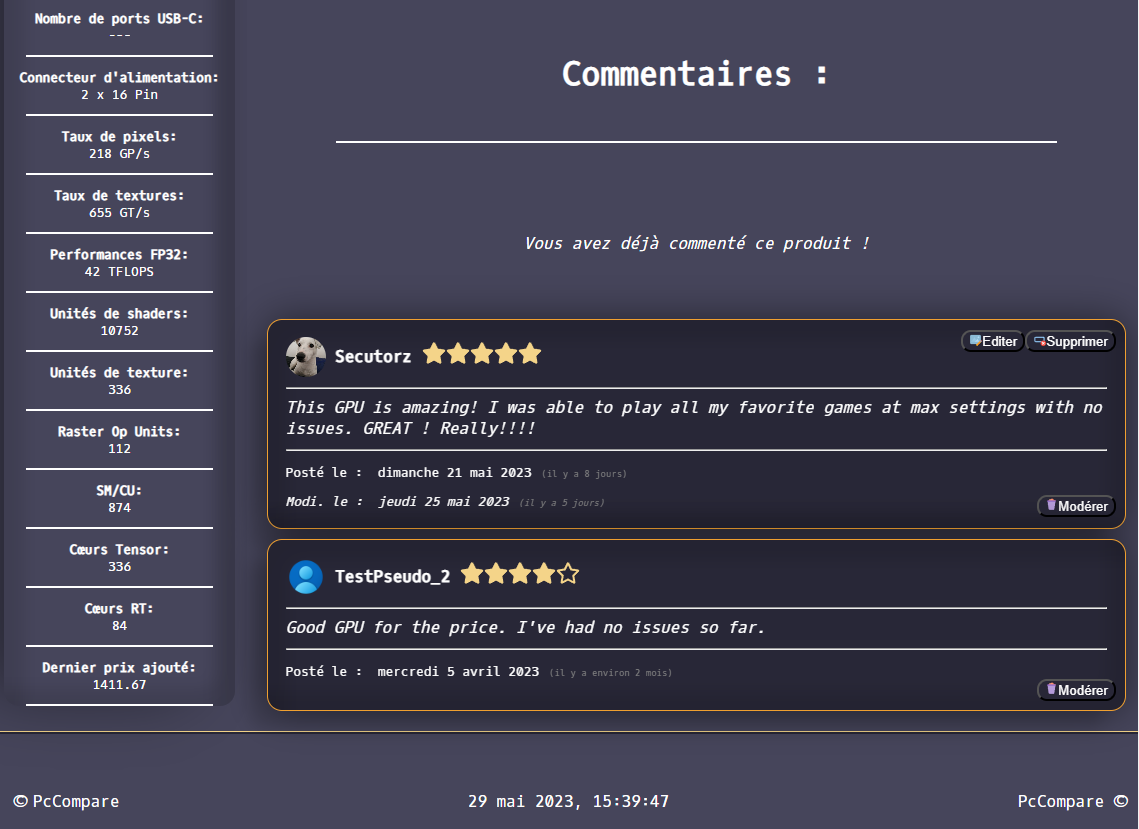 Nombre de ports USB-C:
---
Connecteur d'alimentation:
2 x 16 Pin
Taux de pixels:
218 GP/s
Taux de textures:
655 GT/s
Performances FP32:
42 TFLOPS
Unités de shaders:
10752
Unités de texture:
336
Raster Op Units:
112
SM/CU:
874
Cœurs Tensor:
336
Cœurs RT:
84
Dernier prix ajouté:
1411.67
Commentaires :
Vous avez déjà commenté ce produit !
Secutorz
Editer
Supprimer
This GPU is amazing! I was able to play all my favorite games at max settings with no
issues. GREAT ! Really!!!!
Posté le : dimanche 21 mai 2023 (il y a 8 jours)
Modi. le : jeudi 25 mai 2023 (il y a 5 jours)
Modérer
TestPseudo_2
Good GPU for the price. I've had no issues so far.
Posté le : mercredi 5 avril 2023 (il y a environ 2 mois)
Modérer
© PcCompare
29 mai 2023, 15:39:47
PcCompare ©